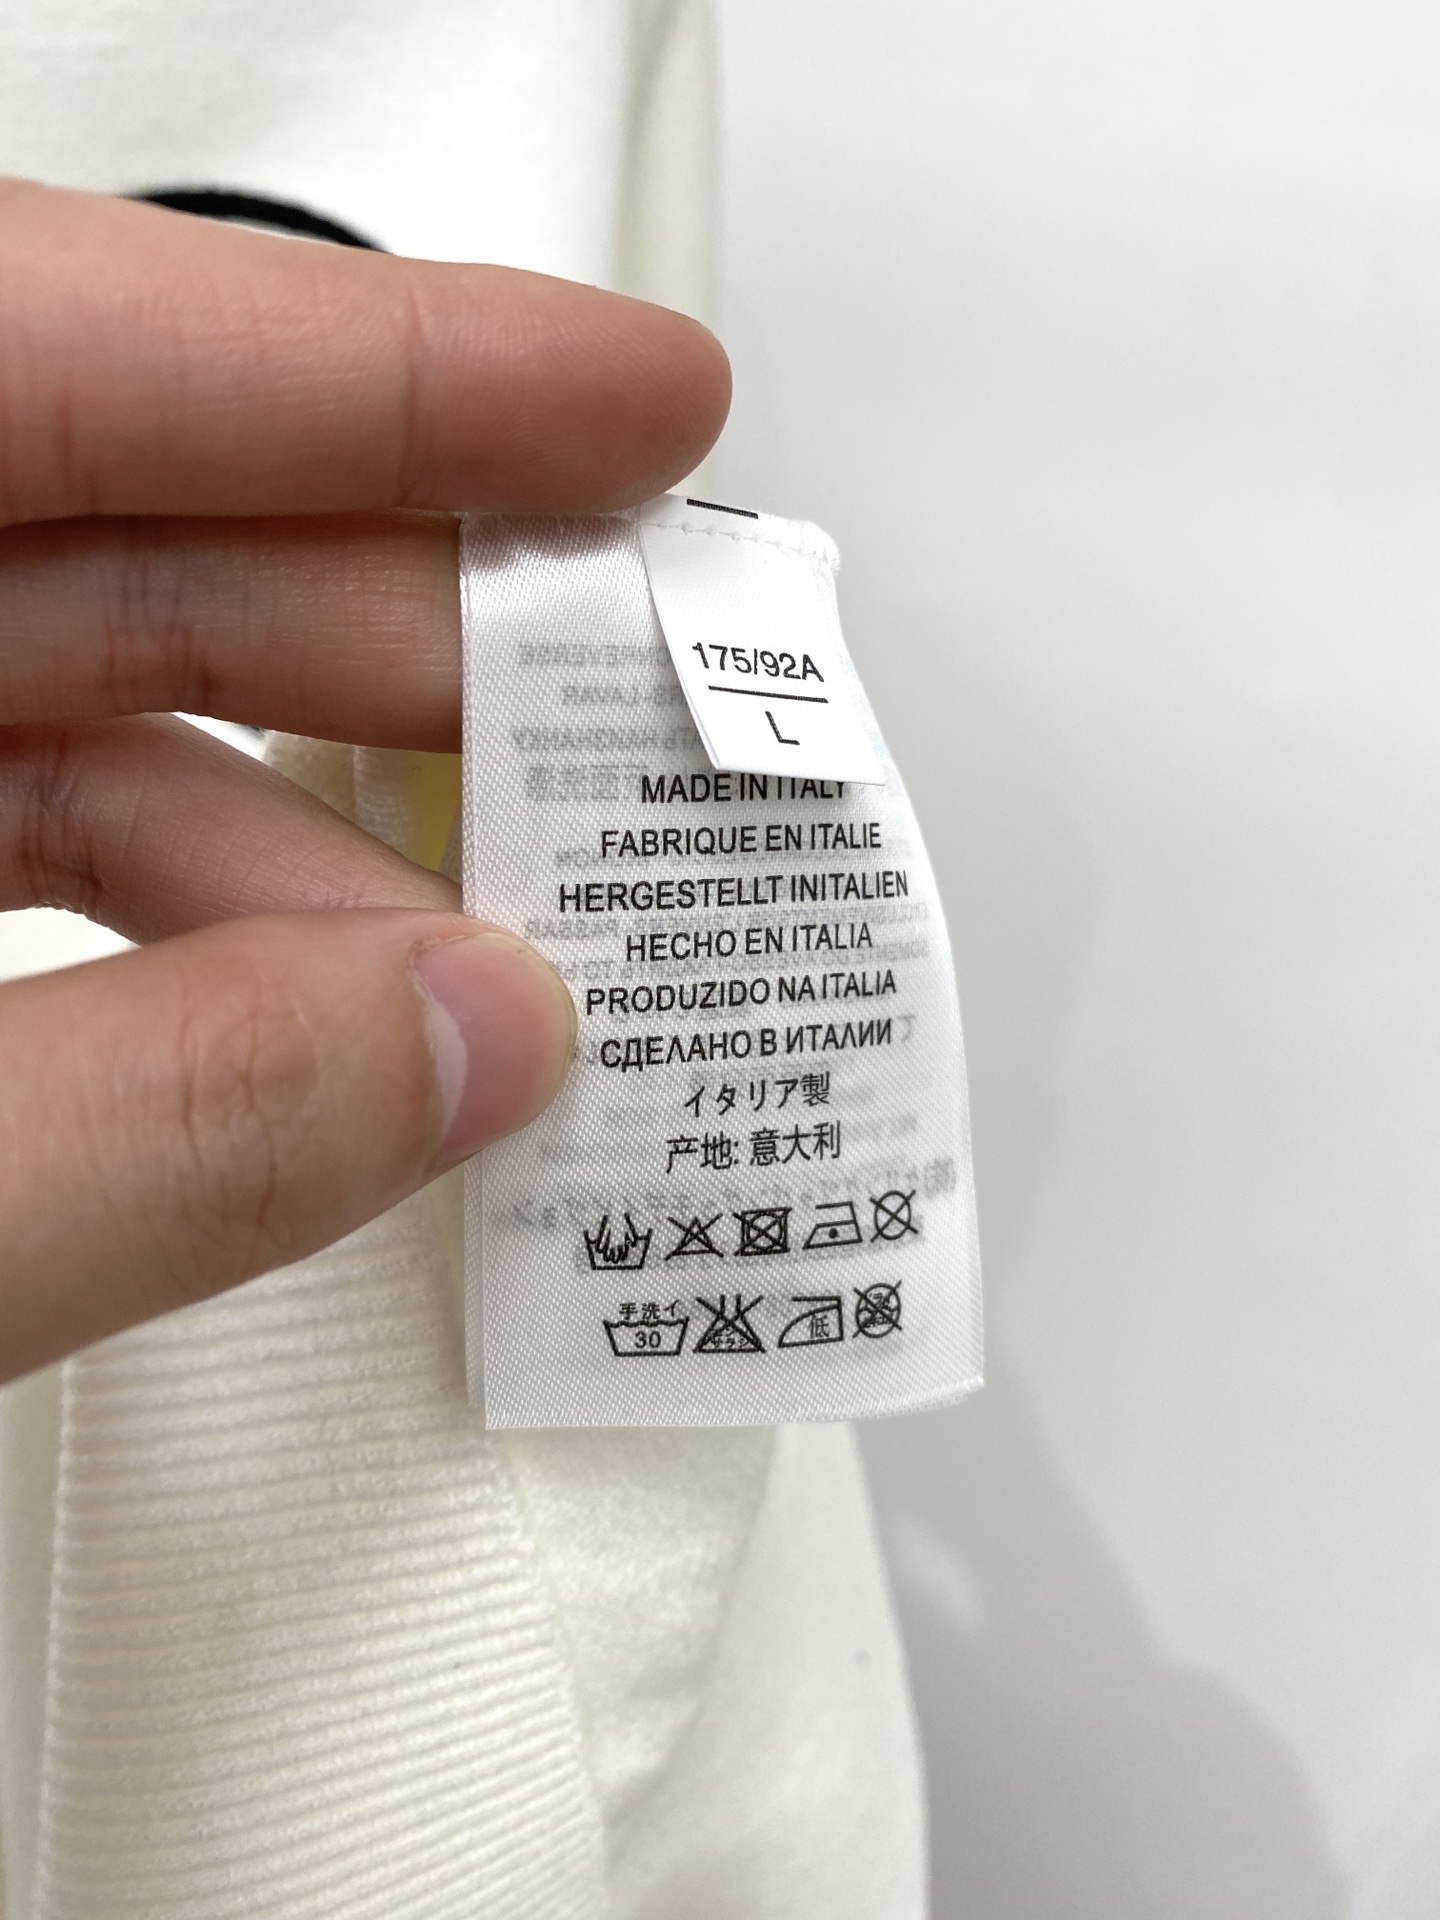 175/92A
L
MADE IN ITALY
FABRIQUE EN ITALIE
HERGESTELLT INITALIEN
HECHO EN ITALIA
PRODUZIDO NA ITALIA
СДЕЛАНО В ИТАЛИИ
イタリア製
产地: 意大利
手洗イ
30
低